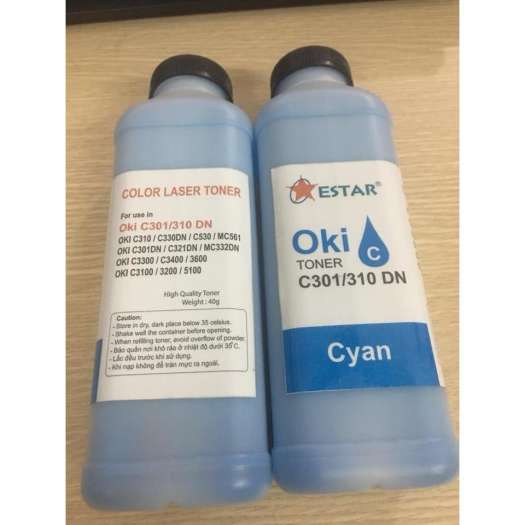 COLOR LASER TONER
For use in
Oki C301/310 DN
OKI C310 / C330DN / C530 / MC561
OKI C301DN / C321DN / MC332DN
OKI C3300 / C3400 / 3600
OKI C3100 / 3200 / 5100
High Quality Toner
Weight : 40g
Caution:
- Store in dry, dark place below 35 celsius.
- Shake well the container before opening.
- When refilling toner, avoid overflow of powder.
- Bảo quản nơi khô ráo ở nhiệt độ dưới 35°C.
- Lắc đều trước khi sử dụng.
- Khi nạp không để tràn mực ra ngoài.
ESTAR®
Oki C
TONER
C301/310 DN
Cyan